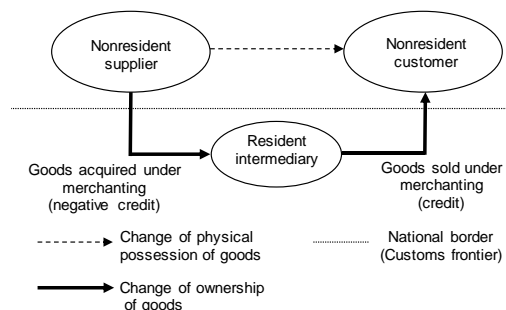 Nonresident
supplier
Nonresident
customer
Resident
intermediary
Goods acquired under
merchanting
(negative credit)
Goods sold under
merchanting
(credit)
Change of physical
possession of goods
National border
(Customs frontier)
Change of ownership
of goods